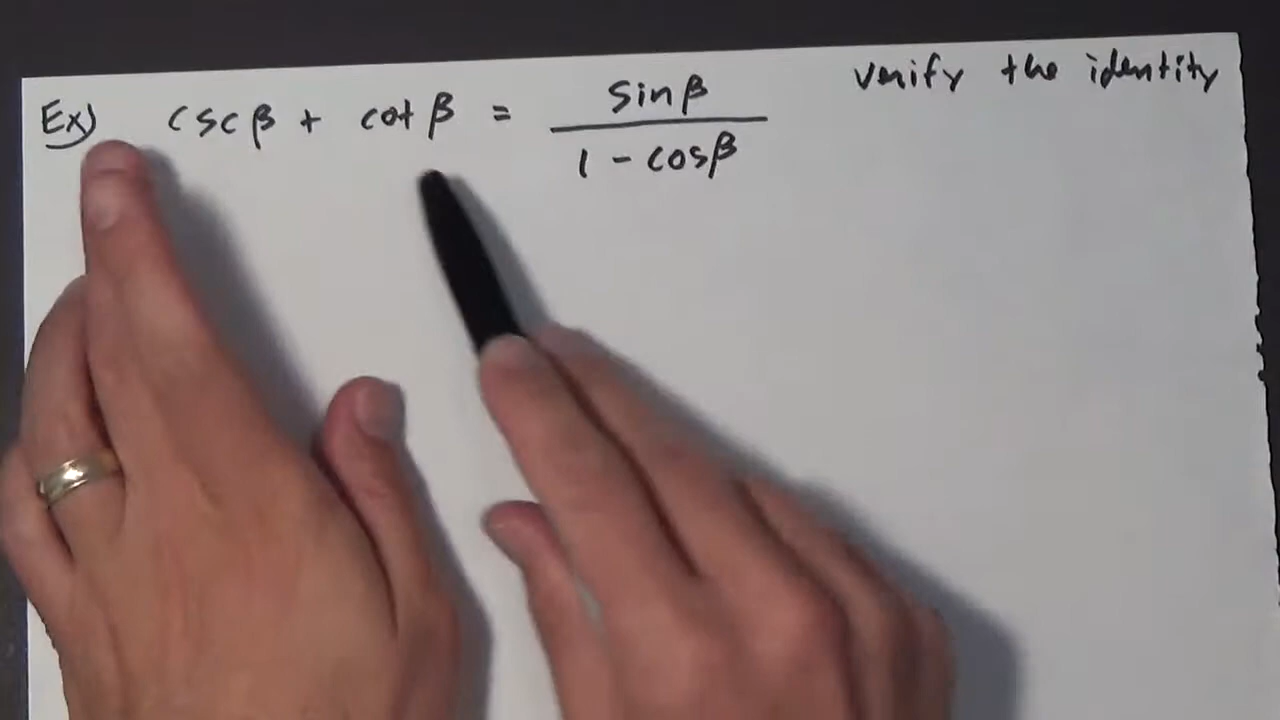 Ex) csc β + cot β = sin β / (1 - cos β)
verify the identity